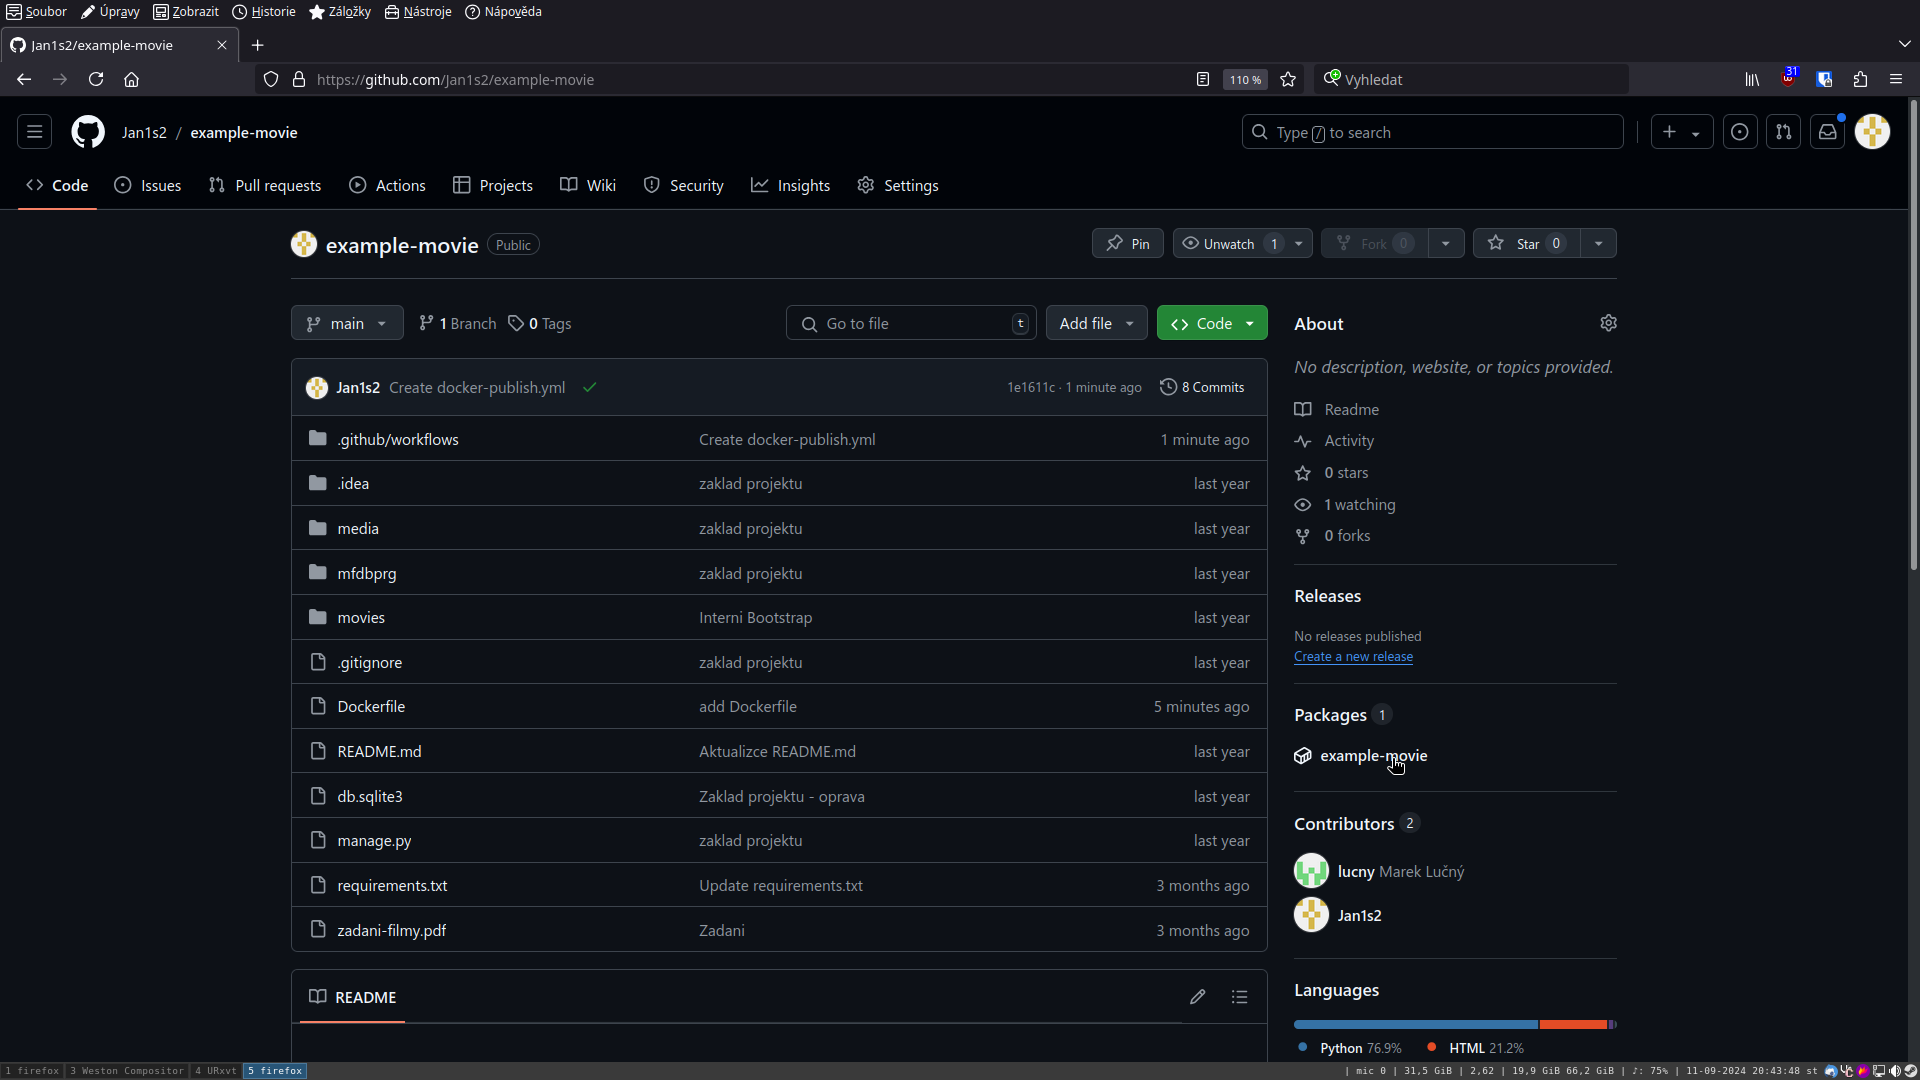 Soubor Úpravy Zobrazit Historie Záložky Nástroje Nápověda
Jan1s2/example-movie
https://github.com/Jan1s2/example-movie 110 % Vyhledat 31
Jan1s2 / example-movie Type / to search
Code Issues Pull requests Actions Projects Wiki Security Insights Settings
example-movie Public Pin Unwatch 1 Fork 0 Star 0
main 1 Branch 0 Tags Go to file t Add file Code
Jan1s2 Create docker-publish.yml 1e1611c · 1 minute ago 8 Commits
.github/workflows Create docker-publish.yml 1 minute ago
.idea zaklad projektu last year
media zaklad projektu last year
mfdbprg zaklad projektu last year
movies Interni Bootstrap last year
.gitignore zaklad projektu last year
Dockerfile add Dockerfile 5 minutes ago
README.md Aktualizce README.md last year
db.sqlite3 Zaklad projektu - oprava last year
manage.py zaklad projektu last year
requirements.txt Update requirements.txt 3 months ago
zadani-filmy.pdf Zadani 3 months ago
README
About
No description, website, or topics provided.
Readme
Activity
0 stars
1 watching
0 forks
Releases
No releases published
Create a new release
Packages 1
example-movie
Contributors 2
lucny Marek Lučný
Jan1s2
Languages
Python 76.9% HTML 21.2%
1 firefox 3 Weston Compositor 4 URxvt 5 firefox | mic 0 | 31,5 GiB | 2,62 | 19,9 GiB 66,2 GiB | ♪: 75% | 11-09-2024 20:43:48 st